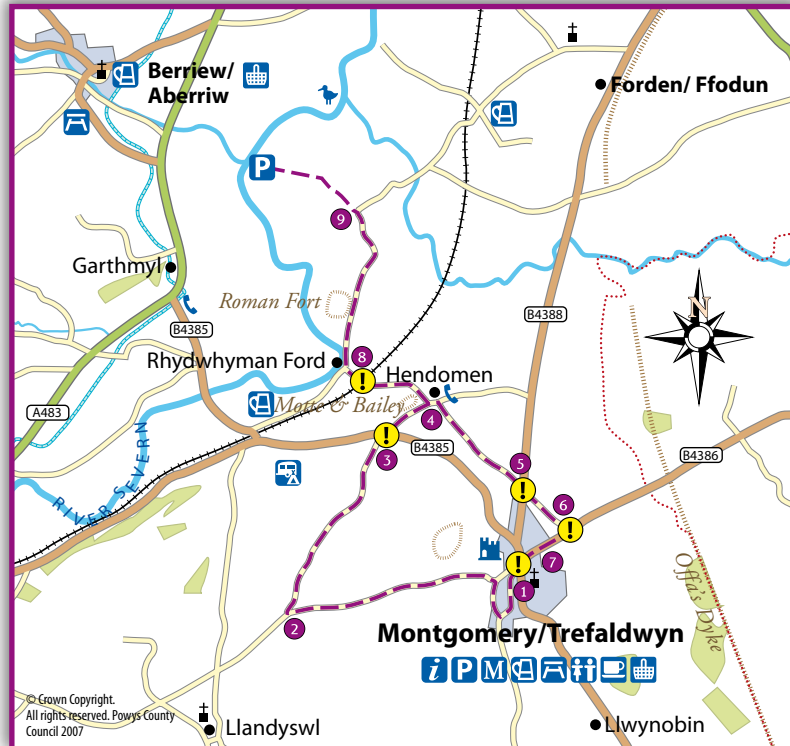 Berriew/
Aberriw
Forden/ Ffodun
P
9
Garthmyl
Roman Fort
B4385
B4388
N
8
Rhydwhyman Ford
!
Hendomen
A483
Motte & Bailey
4
!
3
B4385
B4386
5
!
6
!
RIVER SEVERN
7
!
1
2
Offa's Dyke
Montgomery/Trefaldwyn
i P M
© Crown Copyright.
All rights reserved. Powys County
Council 2007
Llandyswl
Llwynobin